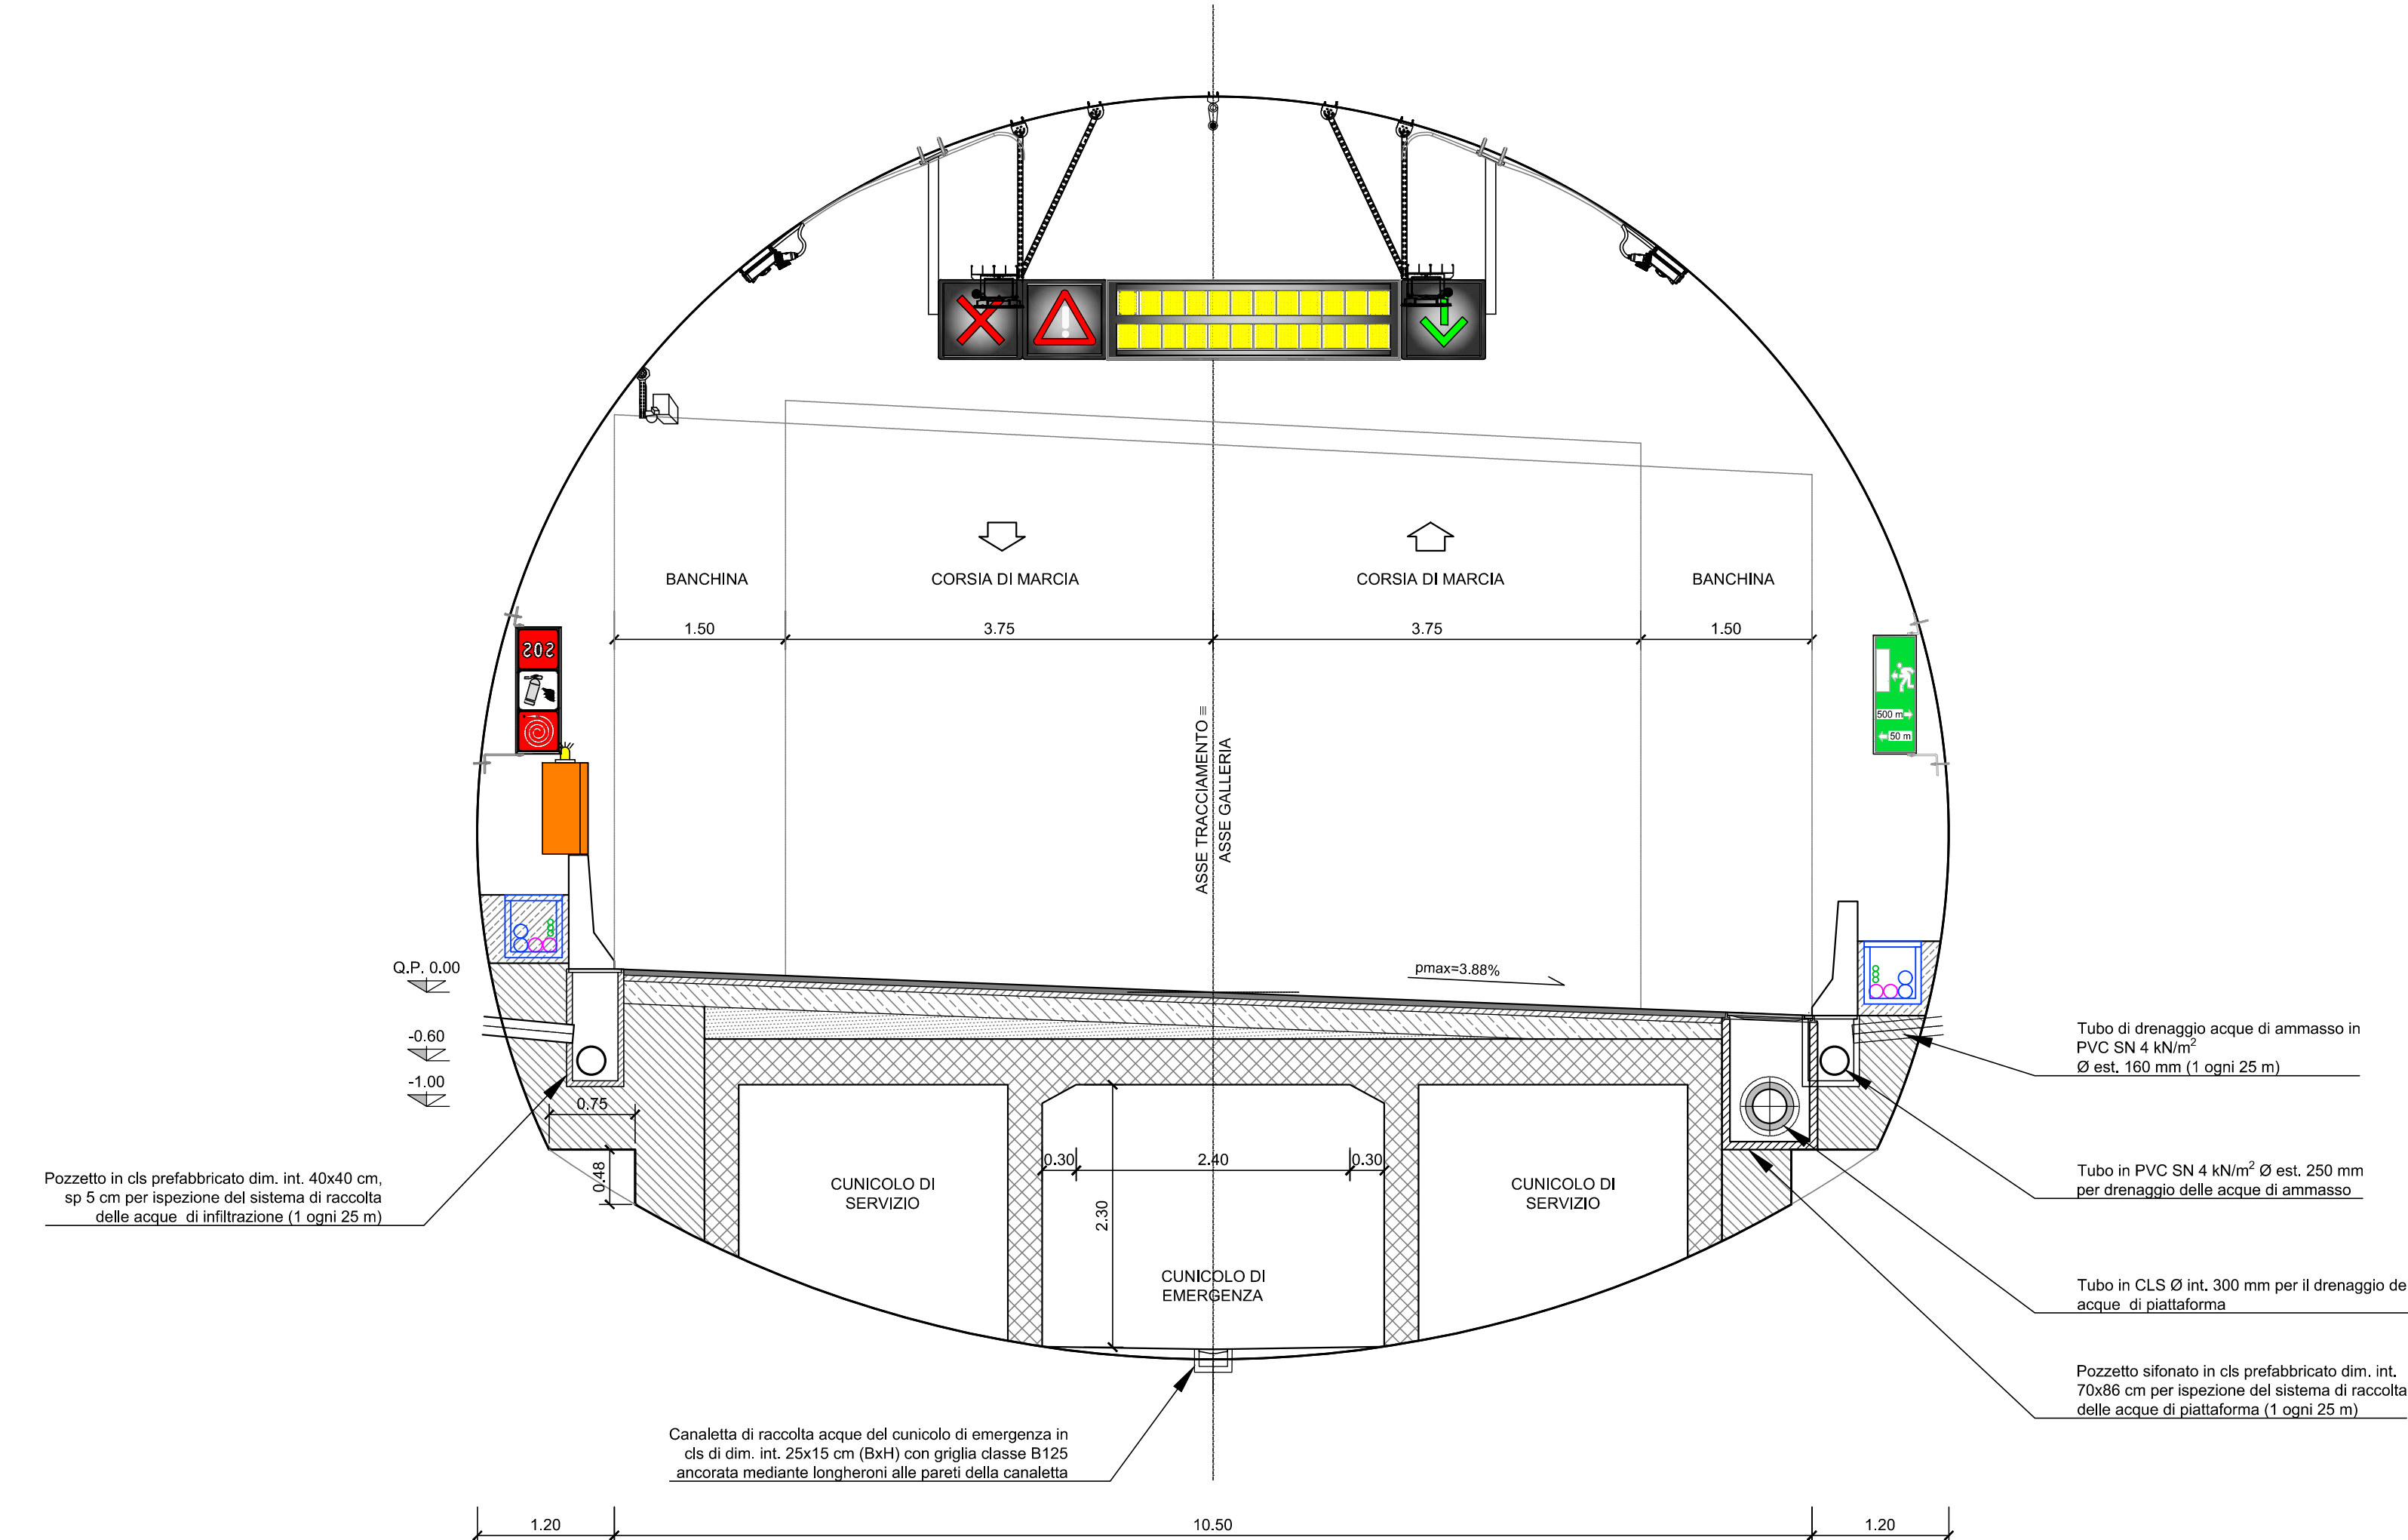 BANCHINA
CORSIA DI MARCIA
CORSIA DI MARCIA
BANCHINA
1.50
3.75
3.75
1.50
SOS
500 m
50 m
ASSE TRACCIAMENTO ≡
ASSE GALLERIA
Q.P. 0.00
-0.60
-1.00
pmax=3.88%
0.75
0.48
0.30
2.40
0.30
2.30
CUNICOLO DI
SERVIZIO
CUNICOLO DI
SERVIZIO
CUNICOLO DI
EMERGENZA
Tubo di drenaggio acque di ammasso in
PVC SN 4 kN/m²
Ø est. 160 mm (1 ogni 25 m)
Tubo in PVC SN 4 kN/m² Ø est. 250 mm
per drenaggio delle acque di ammasso
Pozzetto in cls prefabbricato dim. int. 40x40 cm,
sp 5 cm per ispezione del sistema di raccolta
delle acque di infiltrazione (1 ogni 25 m)
Tubo in CLS Ø int. 300 mm per il drenaggio de
acque di piattaforma
Pozzetto sifonato in cls prefabbricato dim. int.
70x86 cm per ispezione del sistema di raccolta
delle acque di piattaforma (1 ogni 25 m)
Canaletta di raccolta acque del cunicolo di emergenza in
cls di dim. int. 25x15 cm (BxH) con griglia classe B125
ancorata mediante longheroni alle pareti della canaletta
1.20
10.50
1.20